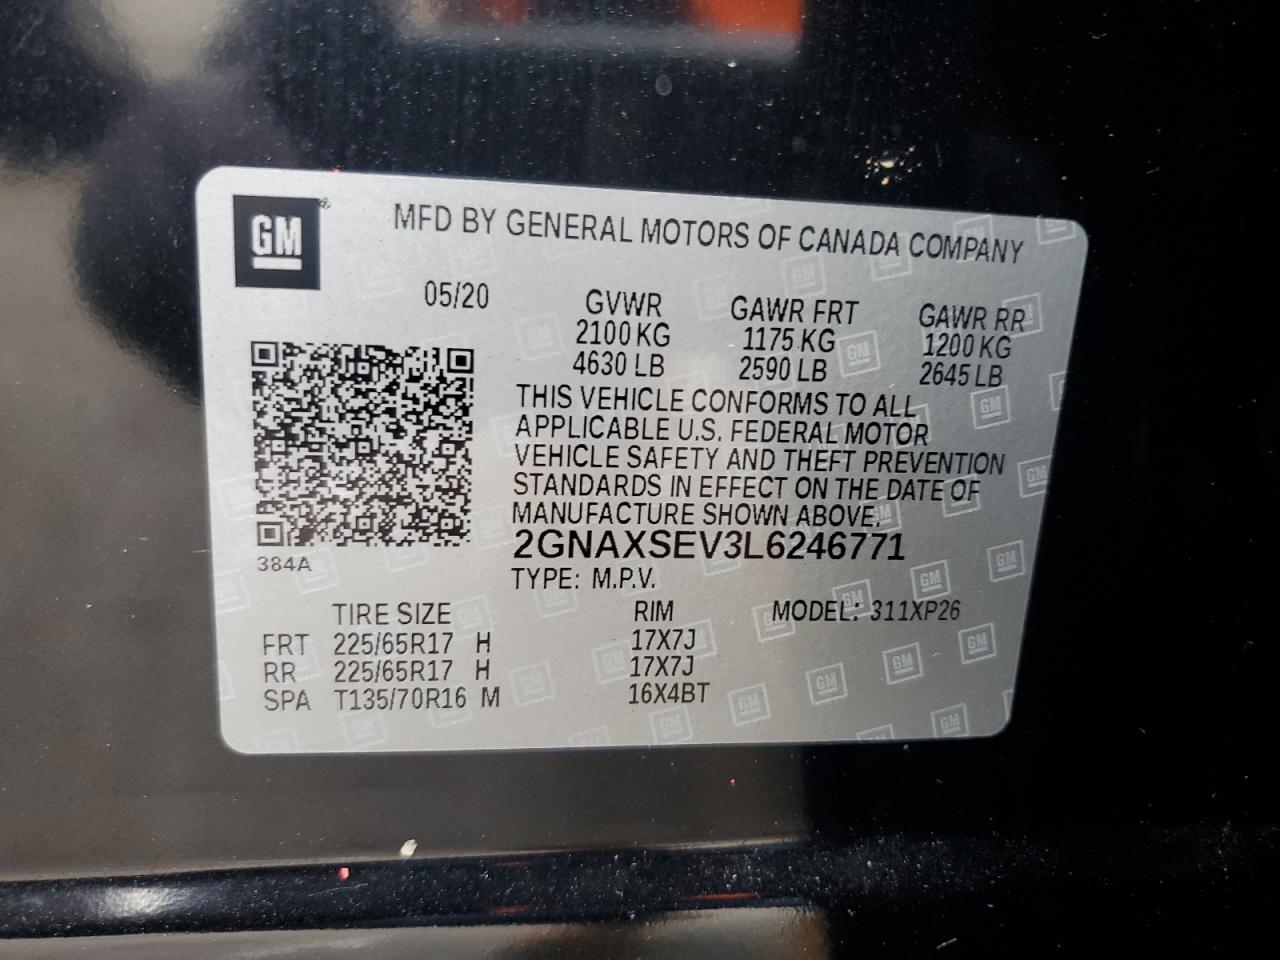 GM
MFD BY GENERAL MOTORS OF CANADA COMPANY
05/20
GVWR GAWR FRT GAWR RR
2100 KG 1175 KG 1200 KG
4630 LB 2590 LB 2645 LB
THIS VEHICLE CONFORMS TO ALL
APPLICABLE U.S. FEDERAL MOTOR
VEHICLE SAFETY AND THEFT PREVENTION
STANDARDS IN EFFECT ON THE DATE OF
MANUFACTURE SHOWN ABOVE.
2GNAXSEV3L6246771
384A
TYPE: M.P.V.
TIRE SIZE RIM MODEL: 311XP26
FRT 225/65R17 H 17X7J
RR 225/65R17 H 17X7J
SPA T135/70R16 M 16X4BT